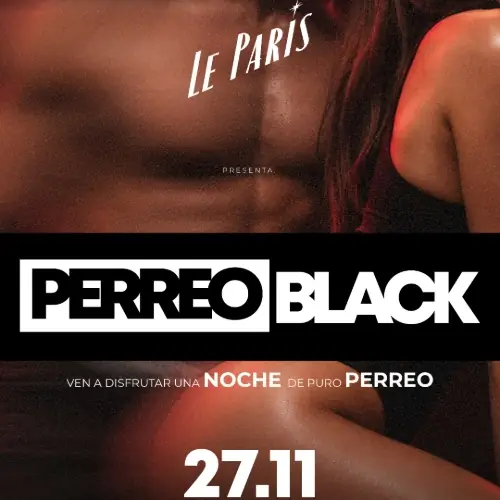 LE PARIS
PRESENTA
PERREO BLACK
VEN A DISFRUTAR UNA NOCHE DE PURO PERREO
27.11